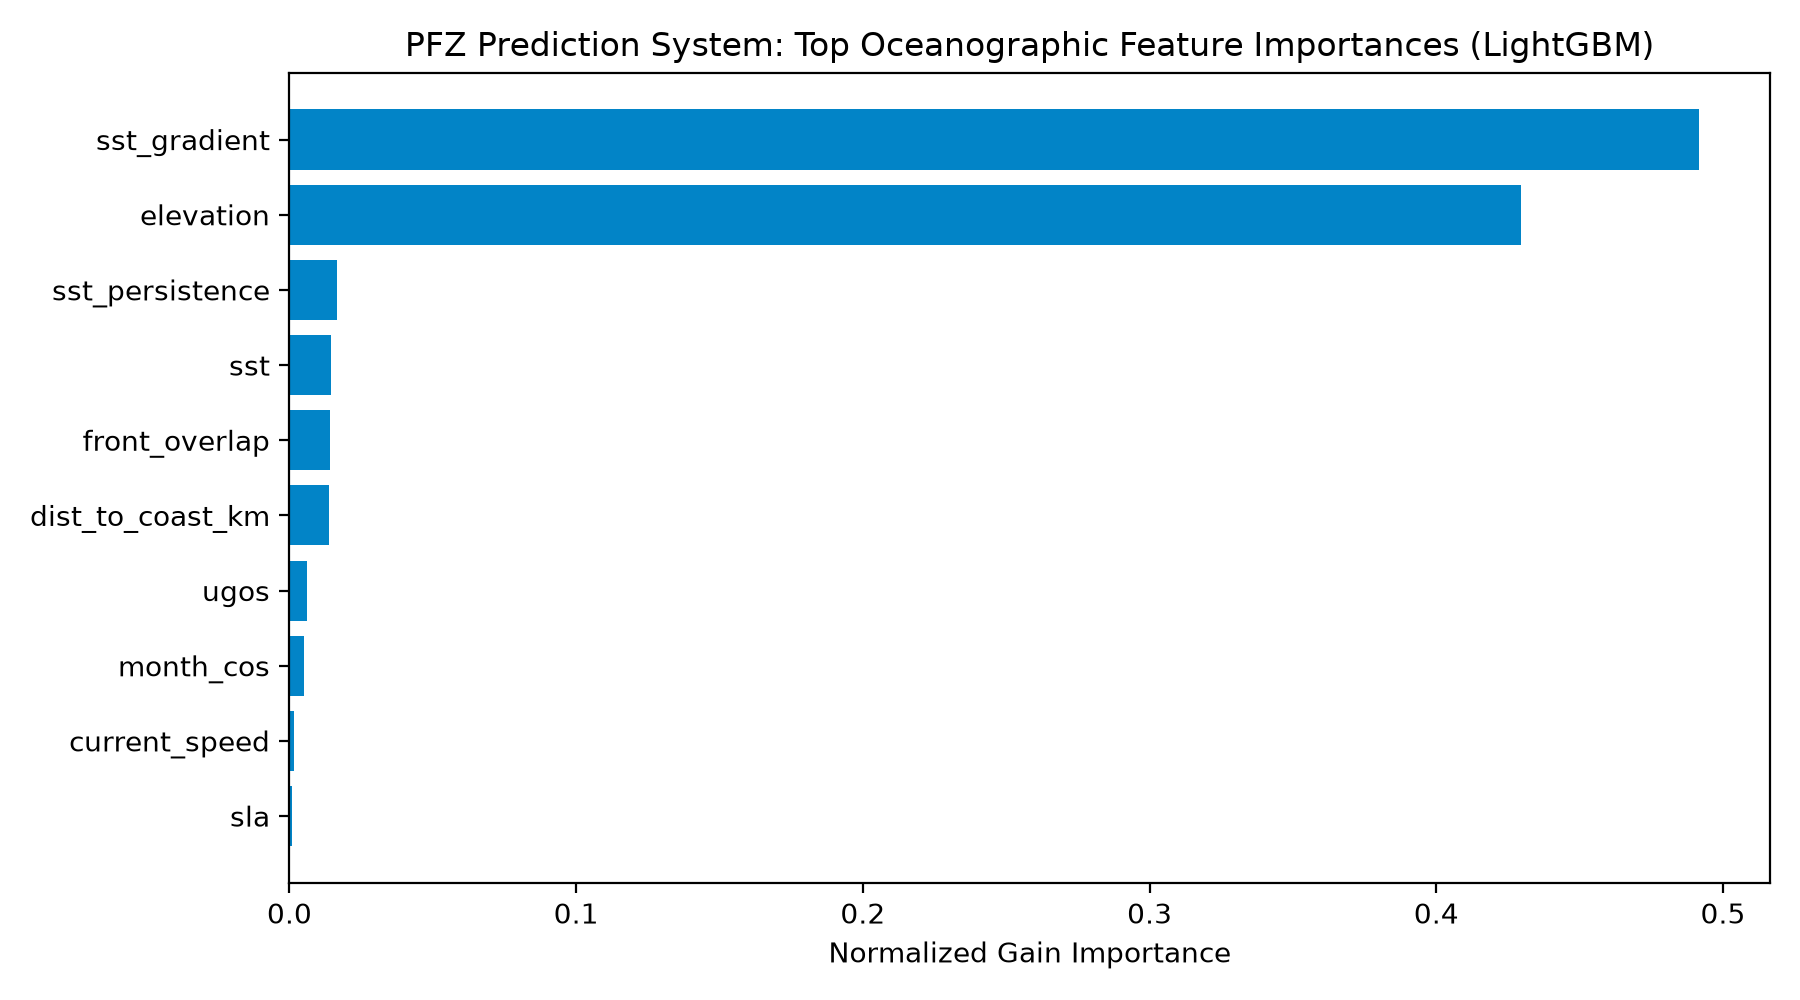 PFZ Prediction System: Top Oceanographic Feature Importances (LightGBM)
sst_gradient
elevation
sst_persistence
sst
front_overlap
dist_to_coast_km
ugos
month_cos
current_speed
sla
0.0 0.1 0.2 0.3 0.4 0.5
Normalized Gain Importance